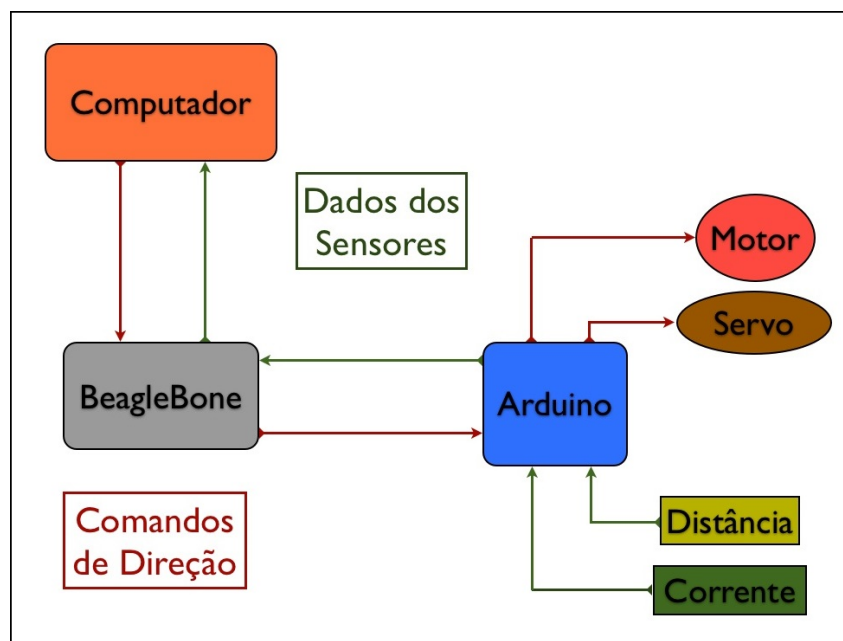 Computador
Dados dos
Sensores
Motor
Servo
BeagleBone
Arduino
Comandos
de Direção
Distância
Corrente